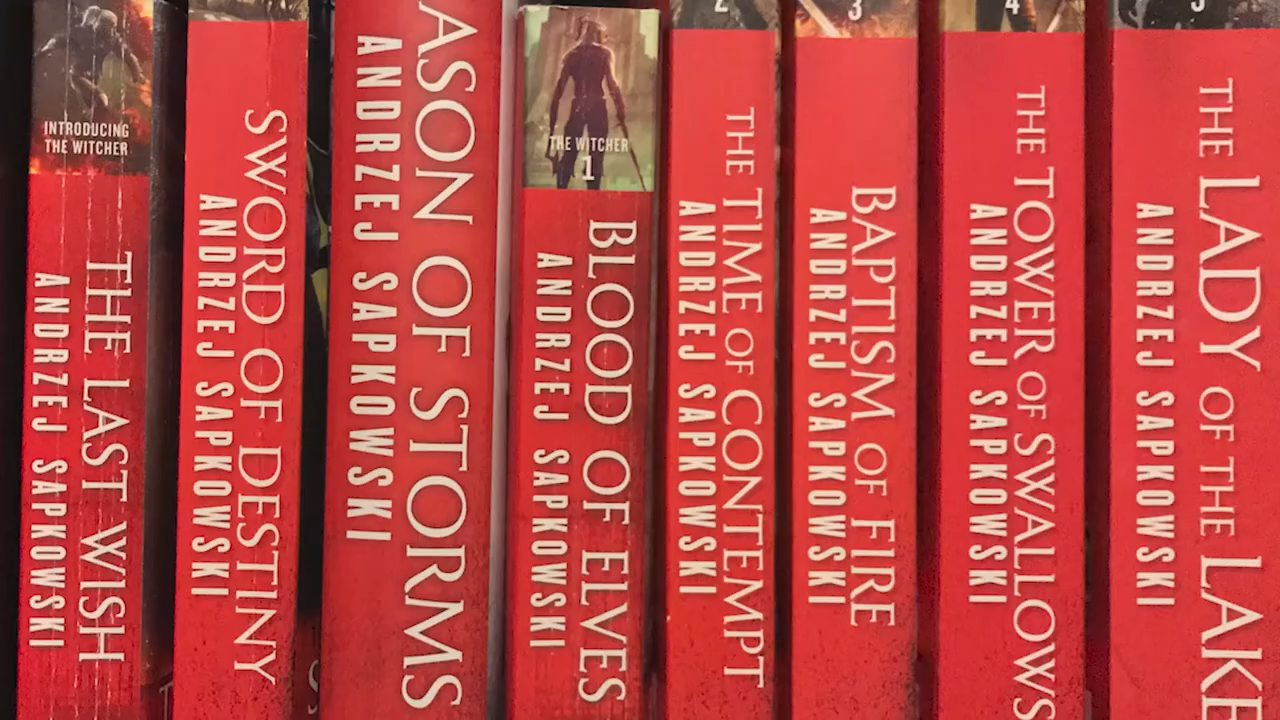 INTRODUCING
THE WITCHER
THE LAST WISH
ANDRZEJ SAPKOWSKI
SWORD OF DESTINY
ANDRZEJ SAPKOWSKI
ASON OF STORMS
ANDRZEJ SAPKOWSKI
THE WITCHER
1
BLOOD OF ELVES
ANDRZEJ SAPKOWSKI
2
THE TIME OF CONTEMPT
ANDRZEJ SAPKOWSKI
3
BAPTISM OF FIRE
ANDRZEJ SAPKOWSKI
4
THE TOWER OF SWALLOWS
ANDRZEJ SAPKOWSKI
5
THE LADY OF THE LAKE
ANDRZEJ SAPKOWSKI